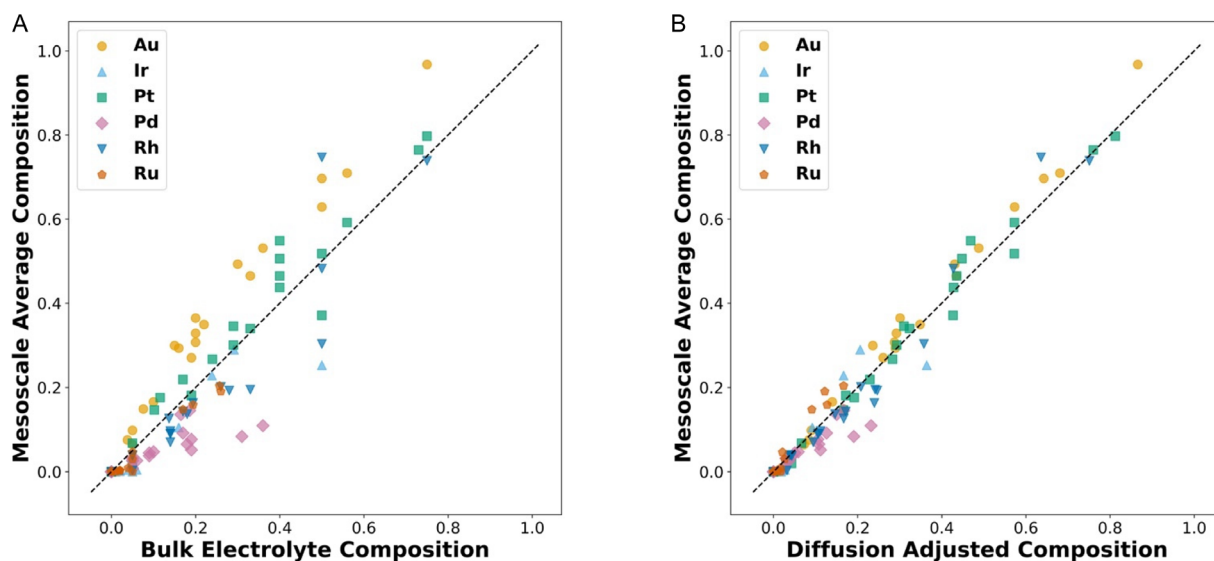 A
Mesoscale Average Composition
1.0
0.8
0.6
0.4
0.2
0.0
Au
Ir
Pt
Pd
Rh
Ru
0.0 0.2 0.4 0.6 0.8 1.0
Bulk Electrolyte Composition
B
Mesoscale Average Composition
1.0
0.8
0.6
0.4
0.2
0.0
Au
Ir
Pt
Pd
Rh
Ru
0.0 0.2 0.4 0.6 0.8 1.0
Diffusion Adjusted Composition